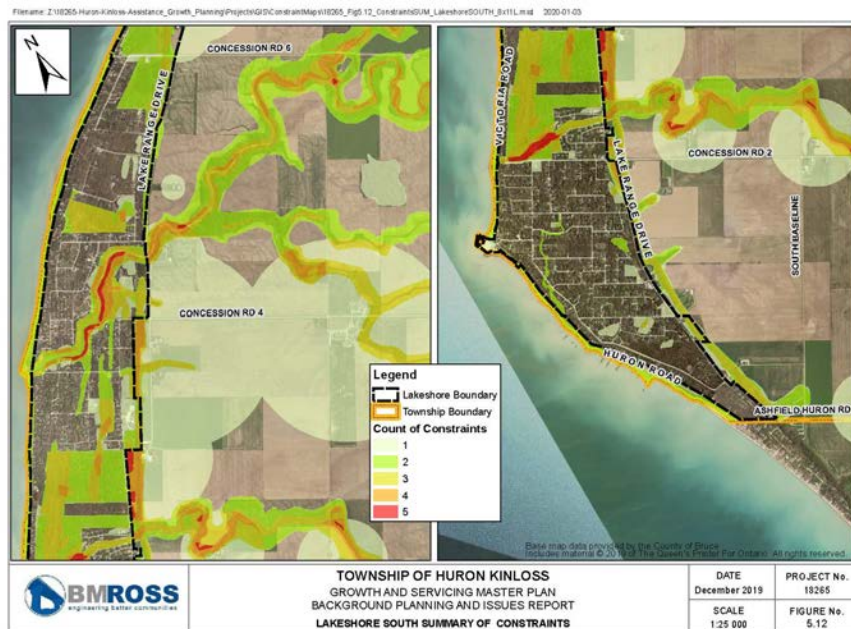 Filename: Z:\18265-Huron-Kinloss-Assistance_Growth_Planning\Projects\GIS\ConstraintMaps\18265_Fig5.12_ConstraintsSUM_LakeshoreSOUTH_8x11L.mxd 2020-01-03
N
CONCESSION RD 6
LAKE RANGE DRIVE
CONCESSION RD 4
VICTORIA ROAD
CONCESSION RD 2
LAKE RANGE DRIVE
SOUTH BASELINE
HURON ROAD
ASHFIELD HURON RD
Legend
Lakeshore Boundary
Township Boundary
Count of Constraints
1
2
3
4
5
Base map data provided by the County of Bruce
Includes material © 2019 of The Queen's Printer For Ontario. All rights reserved.
BMROSS
engineering better communities
TOWNSHIP OF HURON KINLOSS
GROWTH AND SERVICING MASTER PLAN
BACKGROUND PLANNING AND ISSUES REPORT
LAKESHORE SOUTH SUMMARY OF CONSTRAINTS
DATE
December 2019
PROJECT No.
18265
SCALE
1:25 000
FIGURE No.
5.12